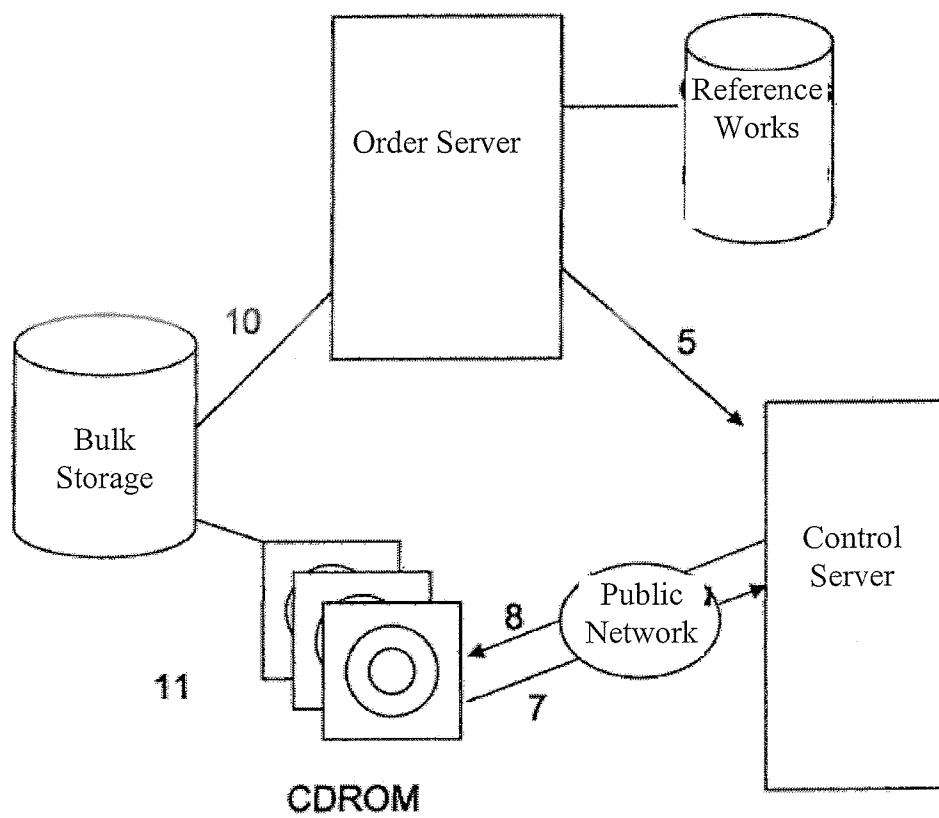 Reference
Works
Order Server
10
5
Bulk
Storage
Control
Server
Public
Network
8
7
11
CDROM